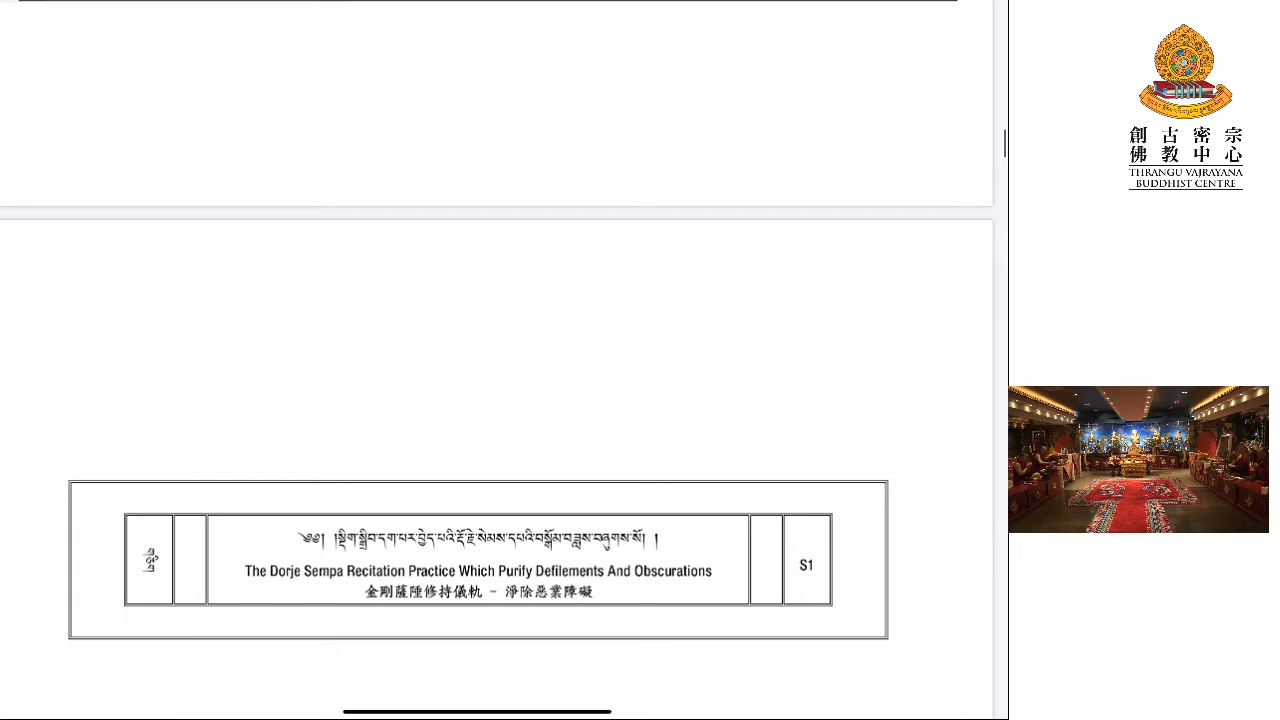 གཅིག
༄༅། །སྡིག་སྒྲིབ་དག་པར་བྱེད་པའི་རྡོ་རྗེ་སེམས་དཔའི་བསྒོམ་བཟླས་བཞུགས་སོ། །
The Dorje Sempa Recitation Practice Which Purify Defilements And Obscurations
金剛薩埵修持儀軌 - 淨除惡業障礙
S1
創古密宗
佛教中心
THRANGU VAJRAYANA
BUDDHIST CENTRE